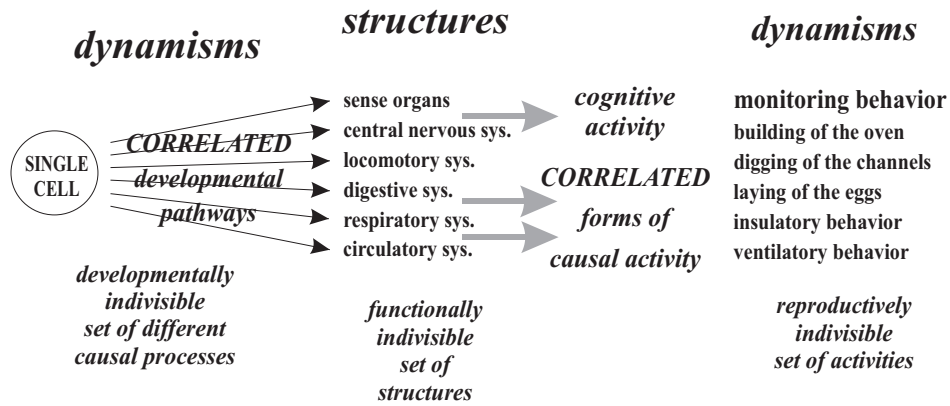 dynamisms
structures
dynamisms
SINGLE
CELL
CORRELATED
developmental
pathways
sense organs
central nervous sys.
locomotory sys.
digestive sys.
respiratory sys.
circulatory sys.
cognitive
activity
CORRELATED
forms of
causal activity
monitoring behavior
building of the oven
digging of the channels
laying of the eggs
insulatory behavior
ventilatory behavior
developmentally
indivisible
set of different
causal processes
functionally
indivisible
set of
structures
reproductively
indivisible
set of activities